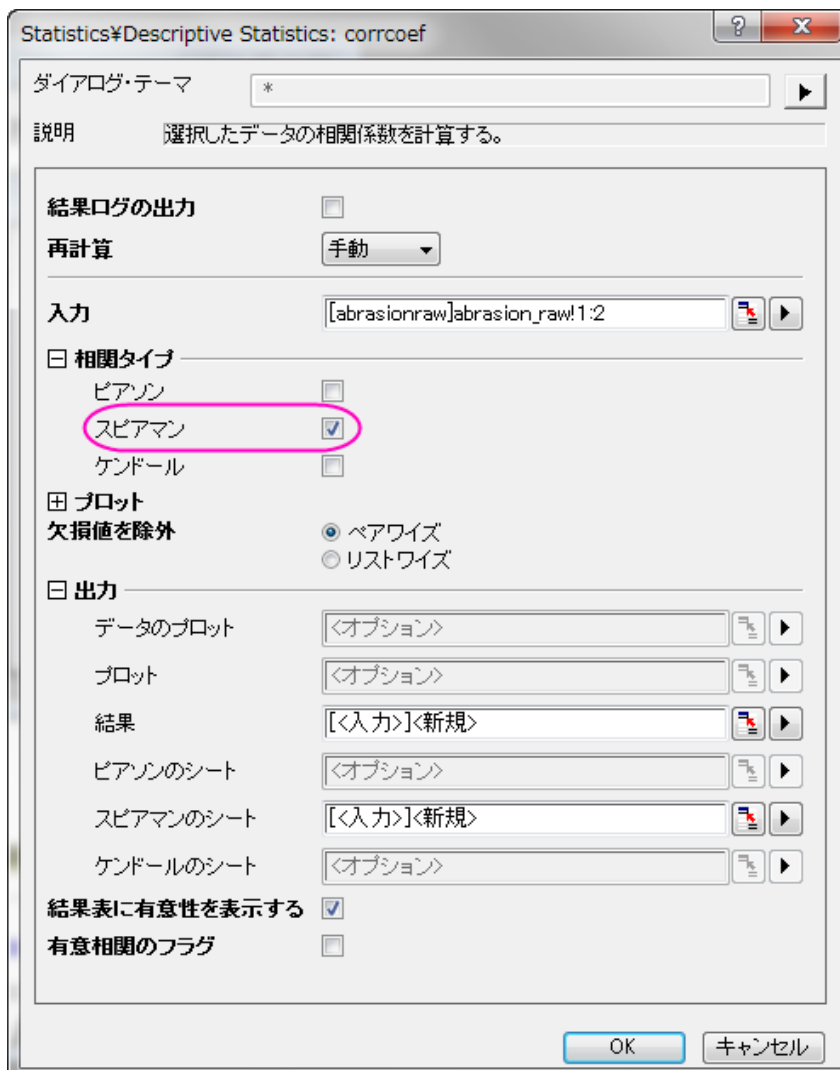 Statistics¥Descriptive Statistics: corrcoef
ダイアログ・テーマ *
説明 選択したデータの相関係数を計算する。
結果ログの出力
再計算 手動
入力 [abrasionraw]abrasion_raw!1:2
相関タイプ
ピアソン
スピアマン
ケンドール
プロット
欠損値を除外 ペアワイズ
リストワイズ
出力
データのプロット <オプション>
プロット <オプション>
結果 [<入力>]<新規>
ピアソンのシート <オプション>
スピアマンのシート [<入力>]<新規>
ケンドールのシート <オプション>
結果表に有意性を表示する
有意相関のフラグ
OK キャンセル